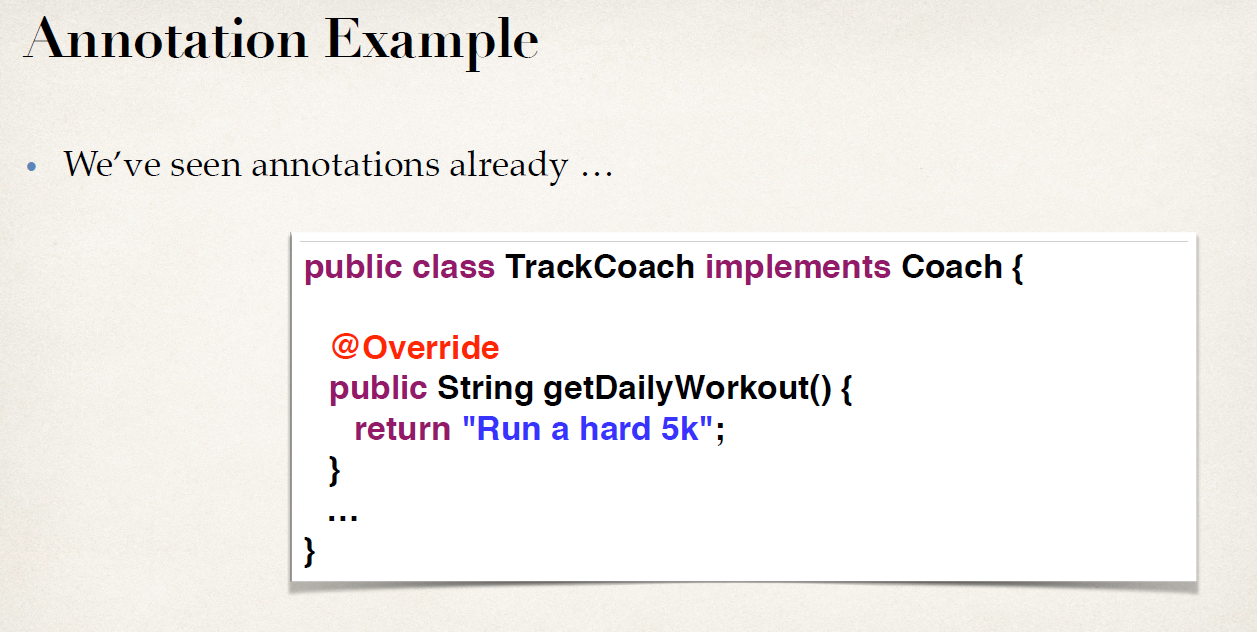 Annotation Example
• We’ve seen annotations already …
public class TrackCoach implements Coach {
@Override
public String getDailyWorkout() {
return "Run a hard 5k";
}
...
}